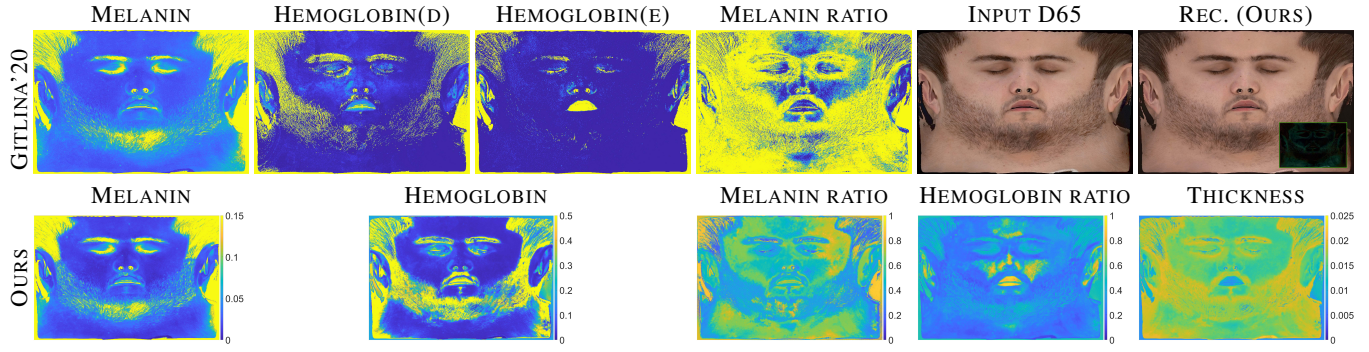 MELANIN HEMOGLOBIN(D) HEMOGLOBIN(E) MELANIN RATIO INPUT D65 REC. (OURS)
GITLINA' 20
MELANIN HEMOGLOBIN MELANIN RATIO HEMOGLOBIN RATIO THICKNESS
OURS
0.15 0.5 1 1 0.025
0.4 0.8 0.8 0.02
0.1 0.3 0.6 0.6 0.015
0.05 0.2 0.4 0.4 0.01
0.1 0.2 0.2 0.005
0 0 0 0 0